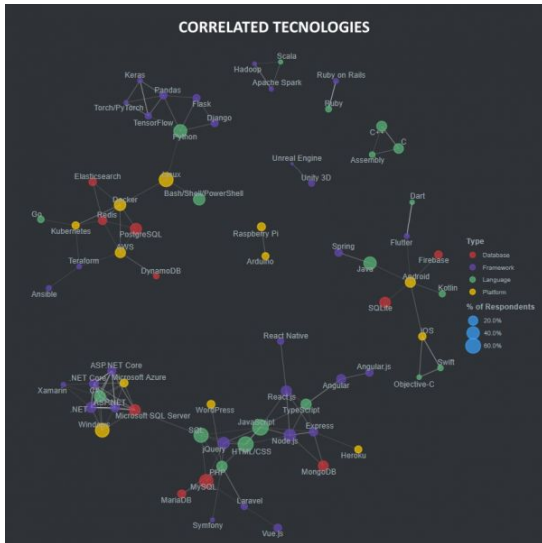 CORRELATED TECNOLOGIES
Scala
Hadoop
Apache Spark
Ruby on Rails
Ruby
Keras
Pandas
Torch/PyTorch
Flask
TensorFlow
Django
Python
C++
C
Assembly
Unreal Engine
Unity 3D
Linux
Bash/Shell/PowerShell
Elasticsearch
Docker
Go
Redis
Kubernetes
PostgreSQL
AWS
Teraform
DynamoDB
Ansible
Raspberry Pi
Arduino
Dart
Flutter
Spring
Java
Firebase
Android
Kotlin
SQLite
iOS
Swift
Objective-C
Type
Database
Framework
Language
Platform
% of Respondents
20.0%
40.0%
60.0%
React Native
ASP.NET Core
.NET Core
Microsoft Azure
Xamarin
C#
ASP.NET
.NET
Microsoft SQL Server
Windows
WordPress
React.js
Angular
Angular.js
TypeScript
JavaScript
SQL
Express
Node.js
jQuery
HTML/CSS
Heroku
PHP
MongoDB
MySQL
MariaDB
Laravel
Symfony
Vue.js